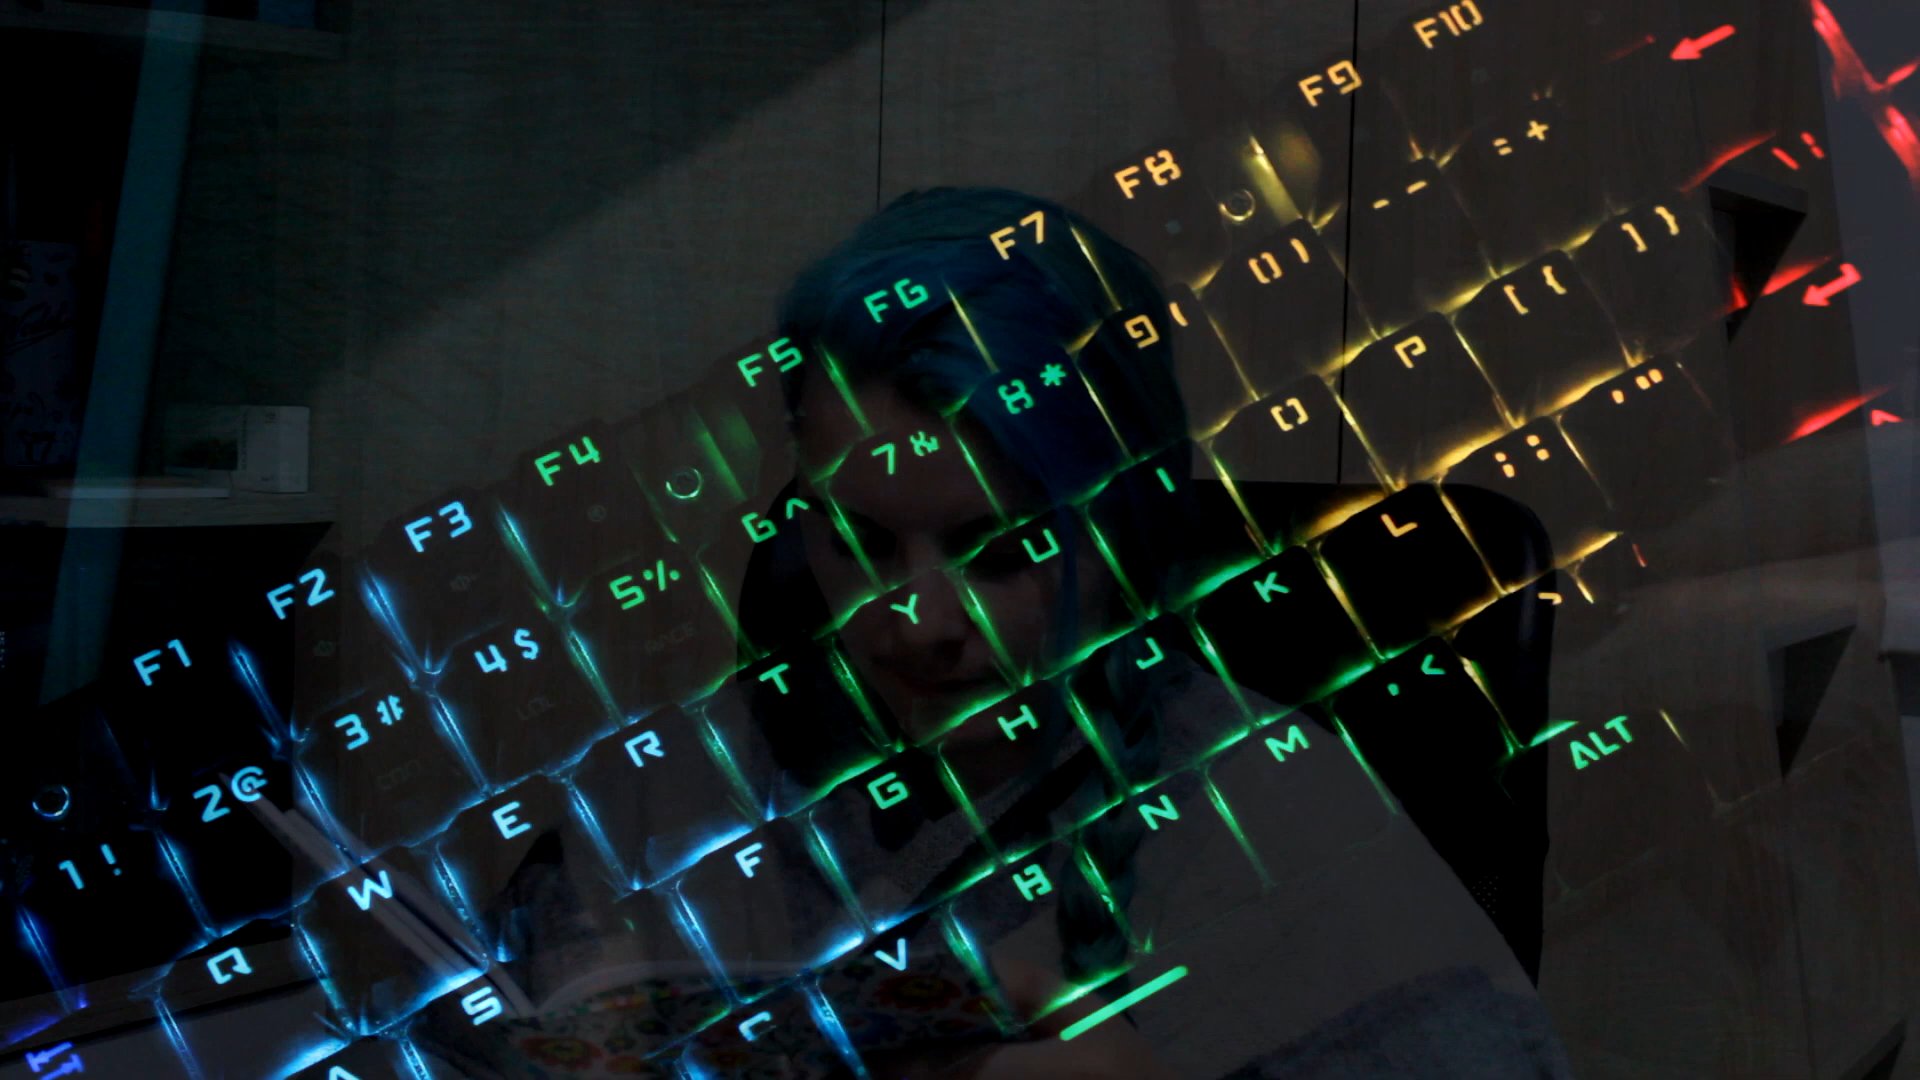 F1 F2 F3 F4 F5 F6 F7 F8 F9 F10
1 ! 2 @ 3 # 4 $ 5 % 6 ^ 7 & 8 * 9 ( 0 ) - - = + ←
Q W E R T Y U I O P [ { ] } \ ¦
A S F G H J K L ; : ' "
C V B N M , < >
ALT